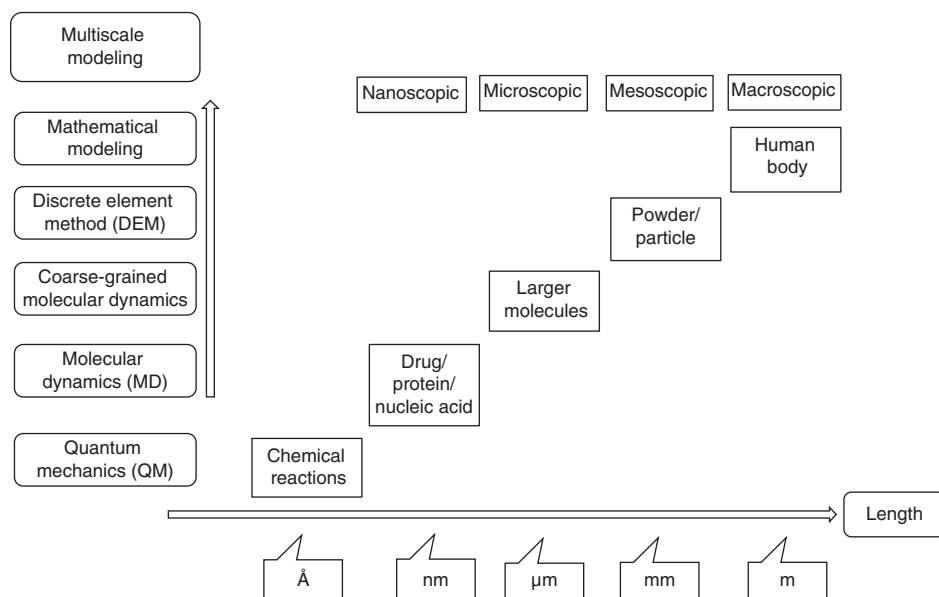 Multiscale
modeling
Nanoscopic
Microscopic
Mesoscopic
Macroscopic
Mathematical
modeling
Human
body
Discrete element
method (DEM)
Powder/
particle
Coarse-grained
molecular dynamics
Larger
molecules
Molecular
dynamics (MD)
Drug/
protein/
nucleic acid
Quantum
mechanics (QM)
Chemical
reactions
Length
Å
nm
μm
mm
m